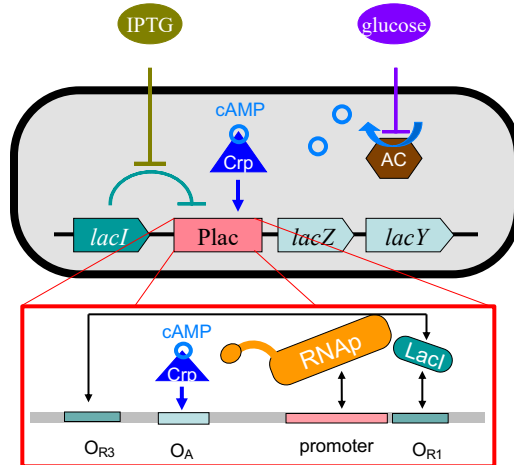 IPTG
glucose
cAMP
Crp
AC
lacI
Plac
lacZ
lacY
cAMP
Crp
RNAp
LacI
OR3
OA
promoter
OR1